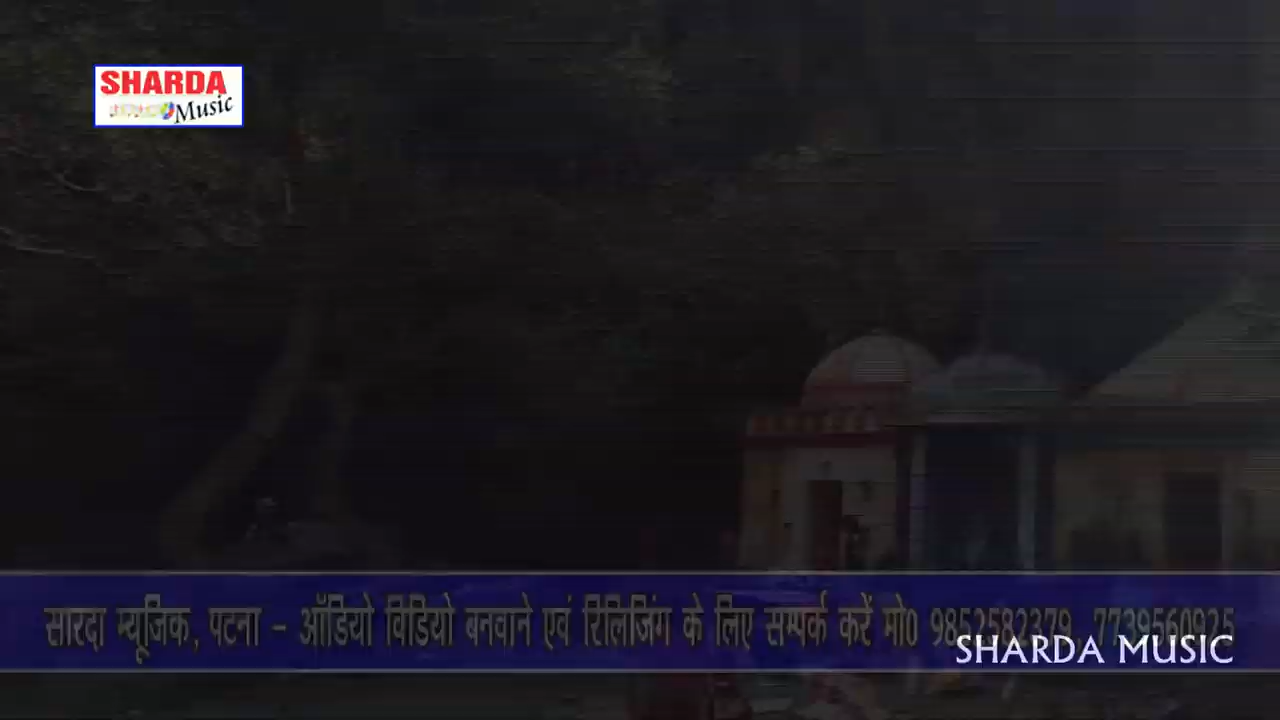 SHARDA
Music
सारदा म्यूजिक, पटना - ऑडियो विडियो बनवाने एवं रिलिजिंग के लिए सम्पर्क करें मो0 9852582379, 7739560925
SHARDA MUSIC